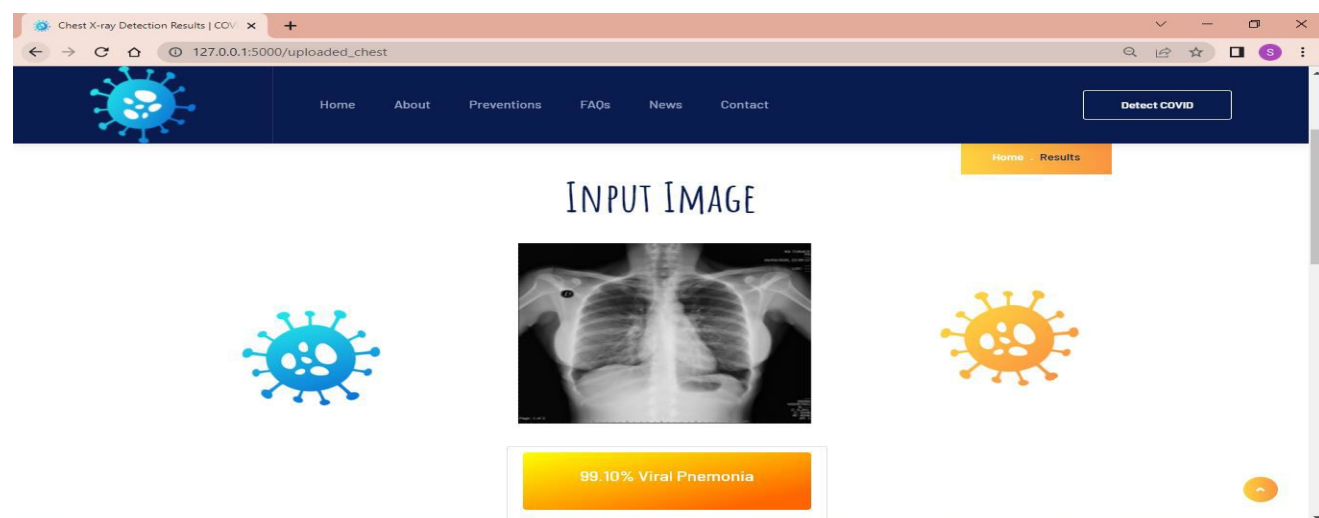 Chest X-ray Detection Results | COV
127.0.0.1:5000/uploaded_chest
S
Home About Preventions FAQs News Contact
Detect COVID
Home - Results
INPUT IMAGE
99.10% Viral Pnemonia